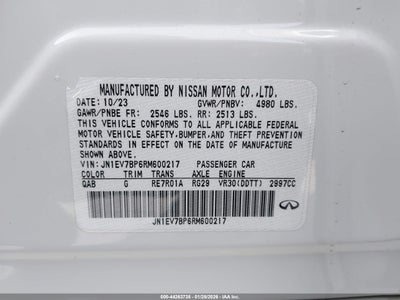 MANUFACTURED BY NISSAN MOTOR CO.,LTD.
DATE: 10/23 GVWR/PNBV: 4980 LBS.
GAWR/PNBE FR: 2546 LBS. RR: 2513 LBS.
THIS VEHICLE CONFORMS TO ALL APPLICABLE FEDERAL
MOTOR VEHICLE SAFETY, BUMPER, AND THEFT PREVENTION
STANDARDS IN EFFECT ON THE DATE OF MANUFACTURE
SHOWN ABOVE.
VIN: JN1EV7BP6RM600217 PASSENGER CAR
COLOR TRIM TRANS AXLE ENGINE
QAB G RE7R01A RG29 VR30(DDTT) 2997CC
JN1EV7BP6RM600217
INFINITI